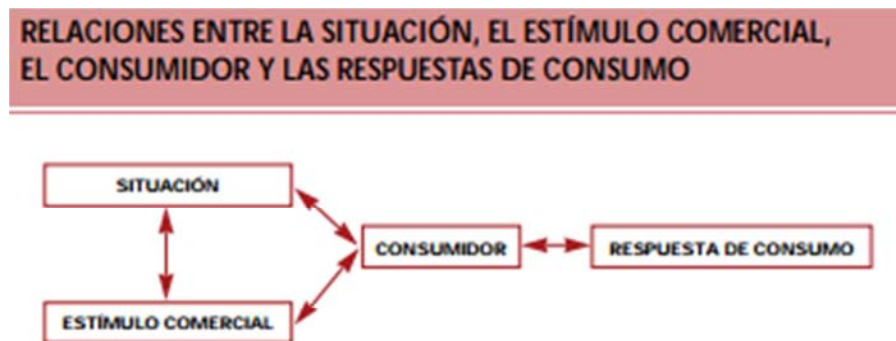 RELACIONES ENTRE LA SITUACIÓN, EL ESTÍMULO COMERCIAL,
EL CONSUMIDOR Y LAS RESPUESTAS DE CONSUMO
SITUACIÓN
CONSUMIDOR
RESPUESTA DE CONSUMO
ESTÍMULO COMERCIAL